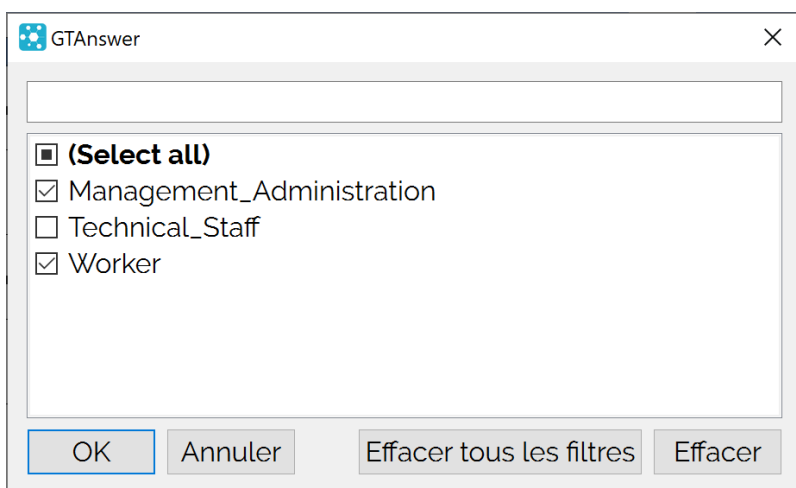 GTAnswer
(Select all)
Management_Administration
Technical_Staff
Worker
OK Annuler Effacer tous les filtres Effacer